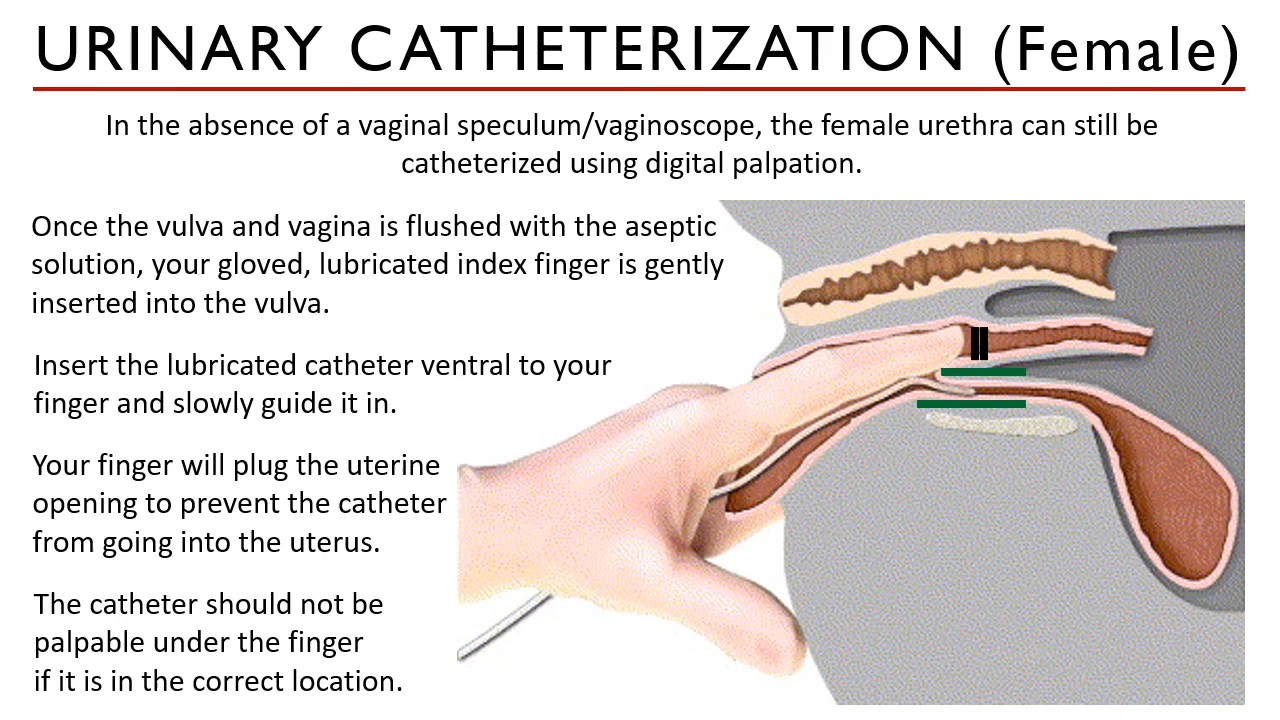 URINARY CATHETERIZATION (Female)
In the absence of a vaginal speculum/vaginoscope, the female urethra can still be
catheterized using digital palpation.
Once the vulva and vagina is flushed with the aseptic
solution, your gloved, lubricated index finger is gently
inserted into the vulva.
Insert the lubricated catheter ventral to your
finger and slowly guide it in.
Your finger will plug the uterine
opening to prevent the catheter
from going into the uterus.
The catheter should not be
palpable under the finger
if it is in the correct location.